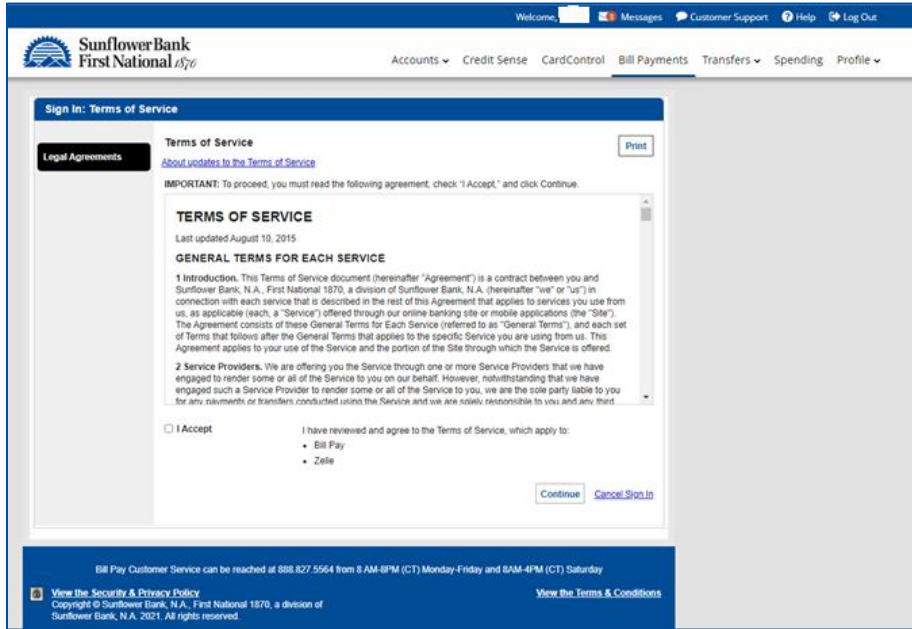 Welcome, Messages Customer Support Help Log Out
Sunflower Bank
First National 1870
Accounts Credit Sense CardControl Bill Payments Transfers Spending Profile
Sign In: Terms of Service
Legal Agreements
Terms of Service
Print
About updates to the Terms of Service
IMPORTANT: To proceed, you must read the following agreement, check "I Accept," and click Continue.
TERMS OF SERVICE
Last updated August 10, 2015
GENERAL TERMS FOR EACH SERVICE
1 Introduction. This Terms of Service document (hereinafter "Agreement") is a contract between you and
Sunflower Bank, N.A., First National 1870, a division of Sunflower Bank, N.A. (hereinafter "we" or "us") in
connection with each service that is described in the rest of this Agreement that applies to services you use from
us, as applicable (each, a "Service") offered through our online banking site or mobile applications (the "Site").
The Agreement consists of these General Terms for Each Service (referred to as "General Terms"), and each set
of Terms that follows after the General Terms that applies to the specific Service you are using from us. This
Agreement applies to your use of the Service and the portion of the Site through which the Service is offered.
2 Service Providers. We are offering you the Service through one or more Service Providers that we have
engaged to render some or all of the Service to you on our behalf. However, notwithstanding that we have
engaged such a Service Provider to render some or all of the Service to you, we are the sole party liable to you
for any payments or transfers conducted using the Service and we are solely responsible to you and any third
I Accept
I have reviewed and agree to the Terms of Service, which apply to:
• Bill Pay
• Zelle
Continue Cancel Sign In
Bill Pay Customer Service can be reached at 888.827.5564 from 8 AM-8PM (CT) Monday-Friday and 8AM-4PM (CT) Saturday
View the Security & Privacy Policy
View the Terms & Conditions
Copyright © Sunflower Bank, N.A., First National 1870, a division of
Sunflower Bank, N.A. 2021. All rights reserved.